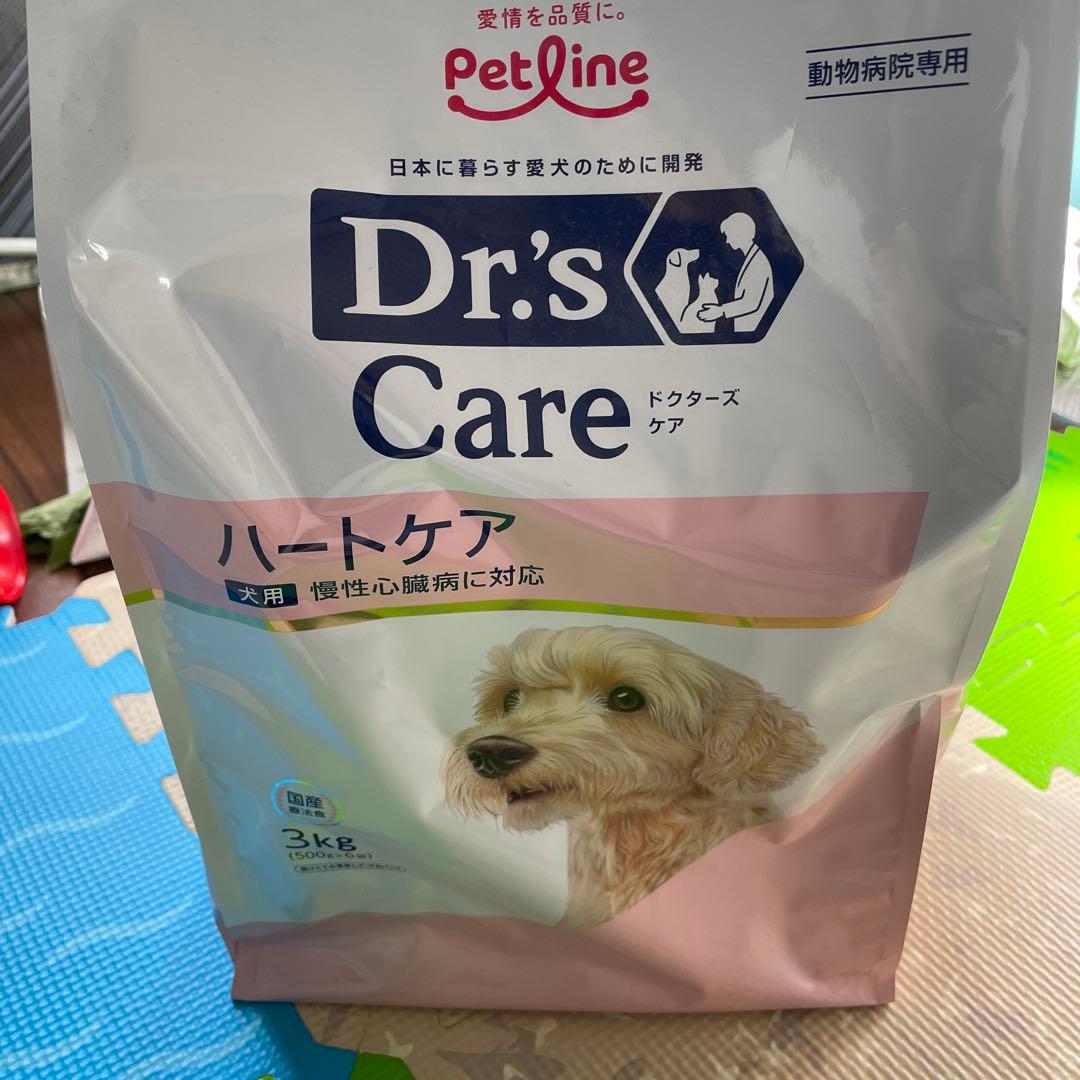 愛情を品質に。
Petline
動物病院専用
日本に暮らす愛犬のために開発
Dr.'s
Care
ドクターズ
ケア
ハートケア
犬用 慢性心臓病に対応
国産
療法食
3kg
(500g×6袋)